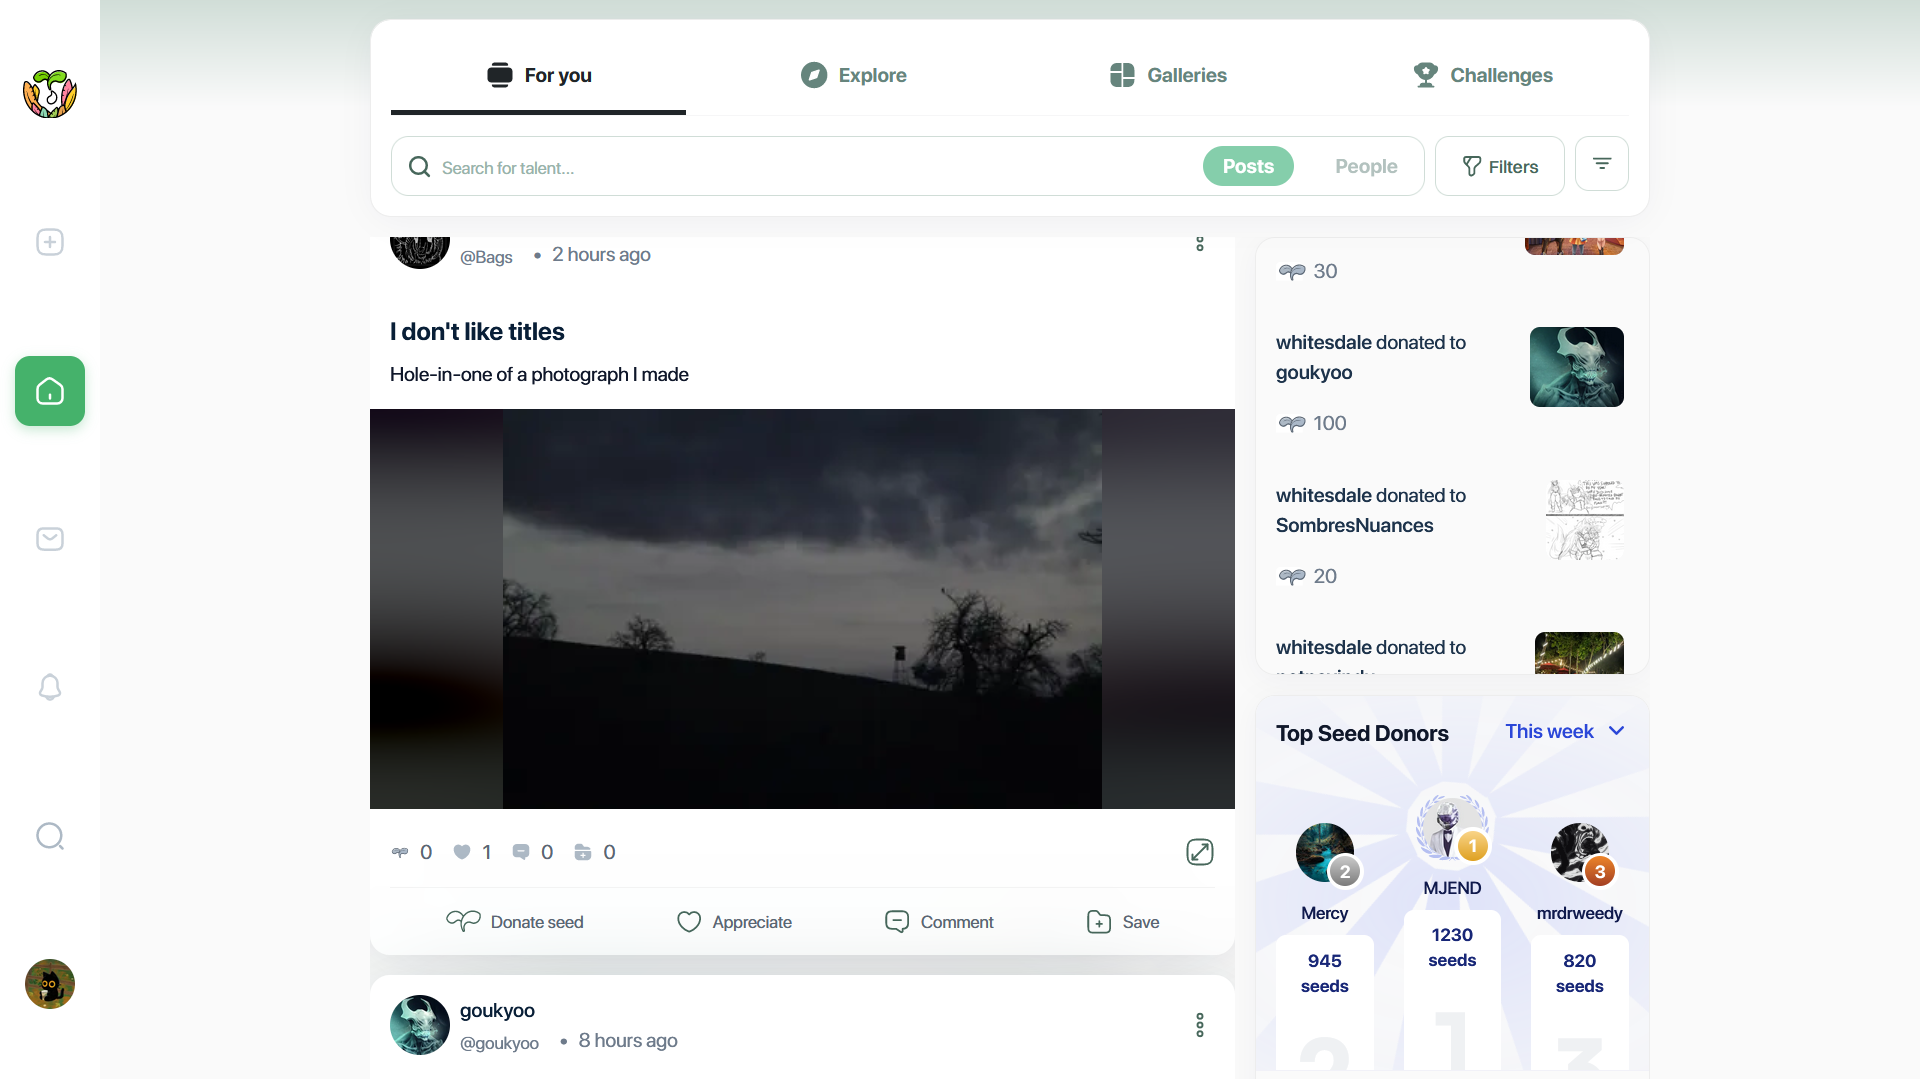 For you
Explore
Galleries
Challenges
Search for talent...
Posts
People
Filters
@Bags • 2 hours ago
I don't like titles
Hole-in-one of a photograph I made
0
1
0
0
Donate seed
Appreciate
Comment
Save
goukyoo
@goukyoo • 8 hours ago
30
whitesdale donated to
goukyoo
100
whitesdale donated to
SombresNuances
20
whitesdale donated to
Top Seed Donors
This week
1
2
3
MJEND
Mercy
mrdrweedy
1230
seeds
945
seeds
820
seeds
2
1
3